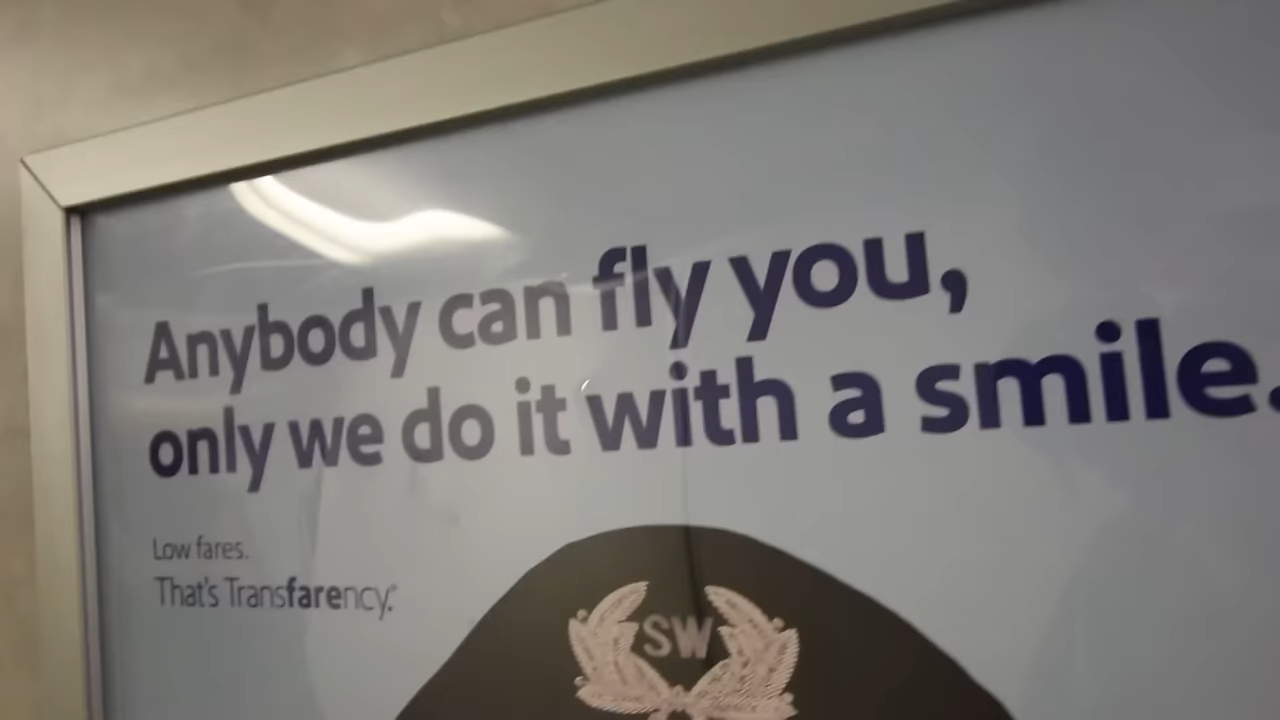 Anybody can fly you,
only we do it with a smile.
Low fares.
That's Transfarency.®
SW